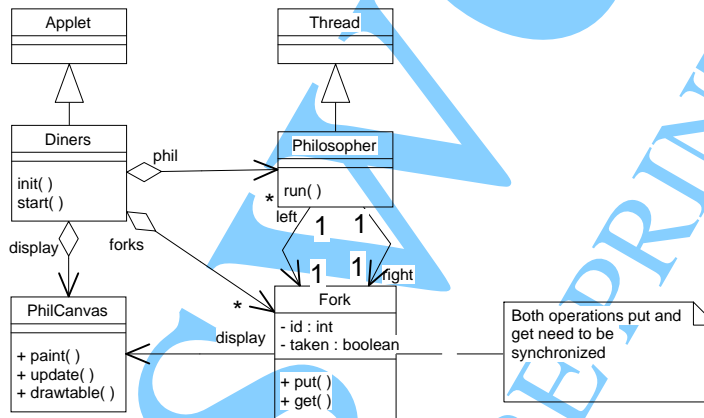 Applet
Thread
Diners
init( )
start( )
phil
Philosopher
run( )
*
left
1
1
display
forks
1
1
right
*
PhilCanvas
+ paint( )
+ update( )
+ drawtable( )
display
Fork
- id : int
- taken : boolean
+ put( )
+ get( )
Both operations put and
get need to be
synchronized